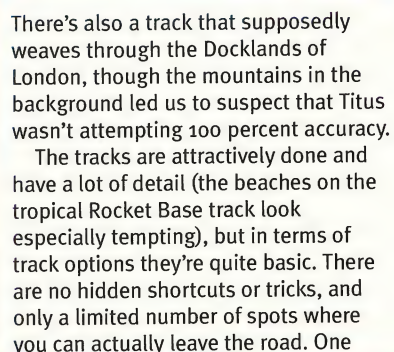 There's also a track that supposedly
weaves through the Docklands of
London, though the mountains in the
background led us to suspect that Titus
wasn't attempting 100 percent accuracy.
The tracks are attractively done and
have a lot of detail (the beaches on the
tropical Rocket Base track look
especially tempting), but in terms of
track options they're quite basic. There
are no hidden shortcuts or tricks, and
only a limited number of spots where
you can actually leave the road. One